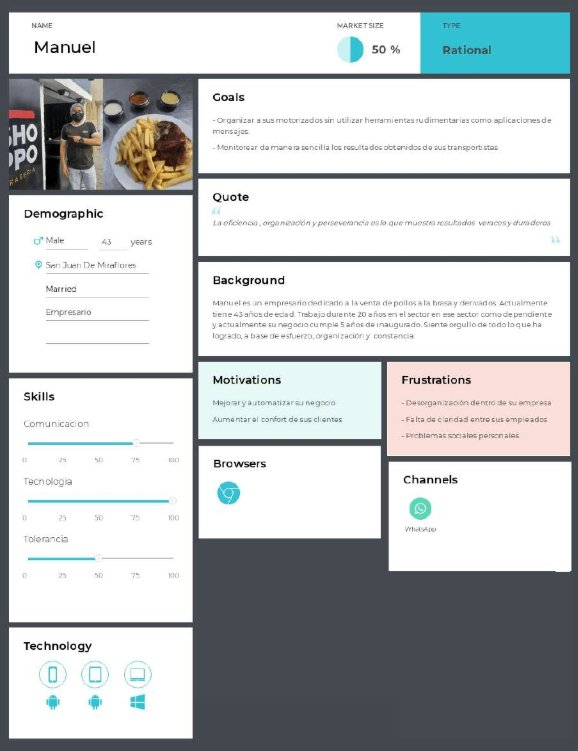 NAME
Manuel
MARKET SIZE
50 %
TYPE
Rational
SHO
OPO
Demographic
Male
43 years
San Juan De Miraflores
Married
Empresario
Skills
Comunicacion
0 25 50 75 100
Tecnologia
0 25 50 75 100
Tolerancia
0 25 50 75 100
Technology
Goals
- Organizar a sus motorizados sin utilizar herramientas rudimentarias como aplicaciones de
mensajes.
- Monitorear de manera sencilla los resultados obtenidos de sus transportistas
Quote
“
La eficiencia , organización y perseverancia es lo que muestra resultados veraces y duraderos
”
Background
Manuel es un empresario dedicado a la venta de pollos a la brasa y derivados. Actualmente
tiene 43 años de edad. Trabajo durante 20 años en el sector en ese sector como dependiente
y actualmente su negocio cumple 5 años de inaugurado. Siente orgullo de todo lo que ha
logrado, a base de esfuerzo, organización y constancia.
Motivations
Mejorar y automatizar su negocio
Aumentar el confort de sus clientes
Frustrations
- Desorganización dentro de su empresa
- Falta de claridad entre sus empleados
- Problemas sociales personales
Browsers
Channels
WhatsApp